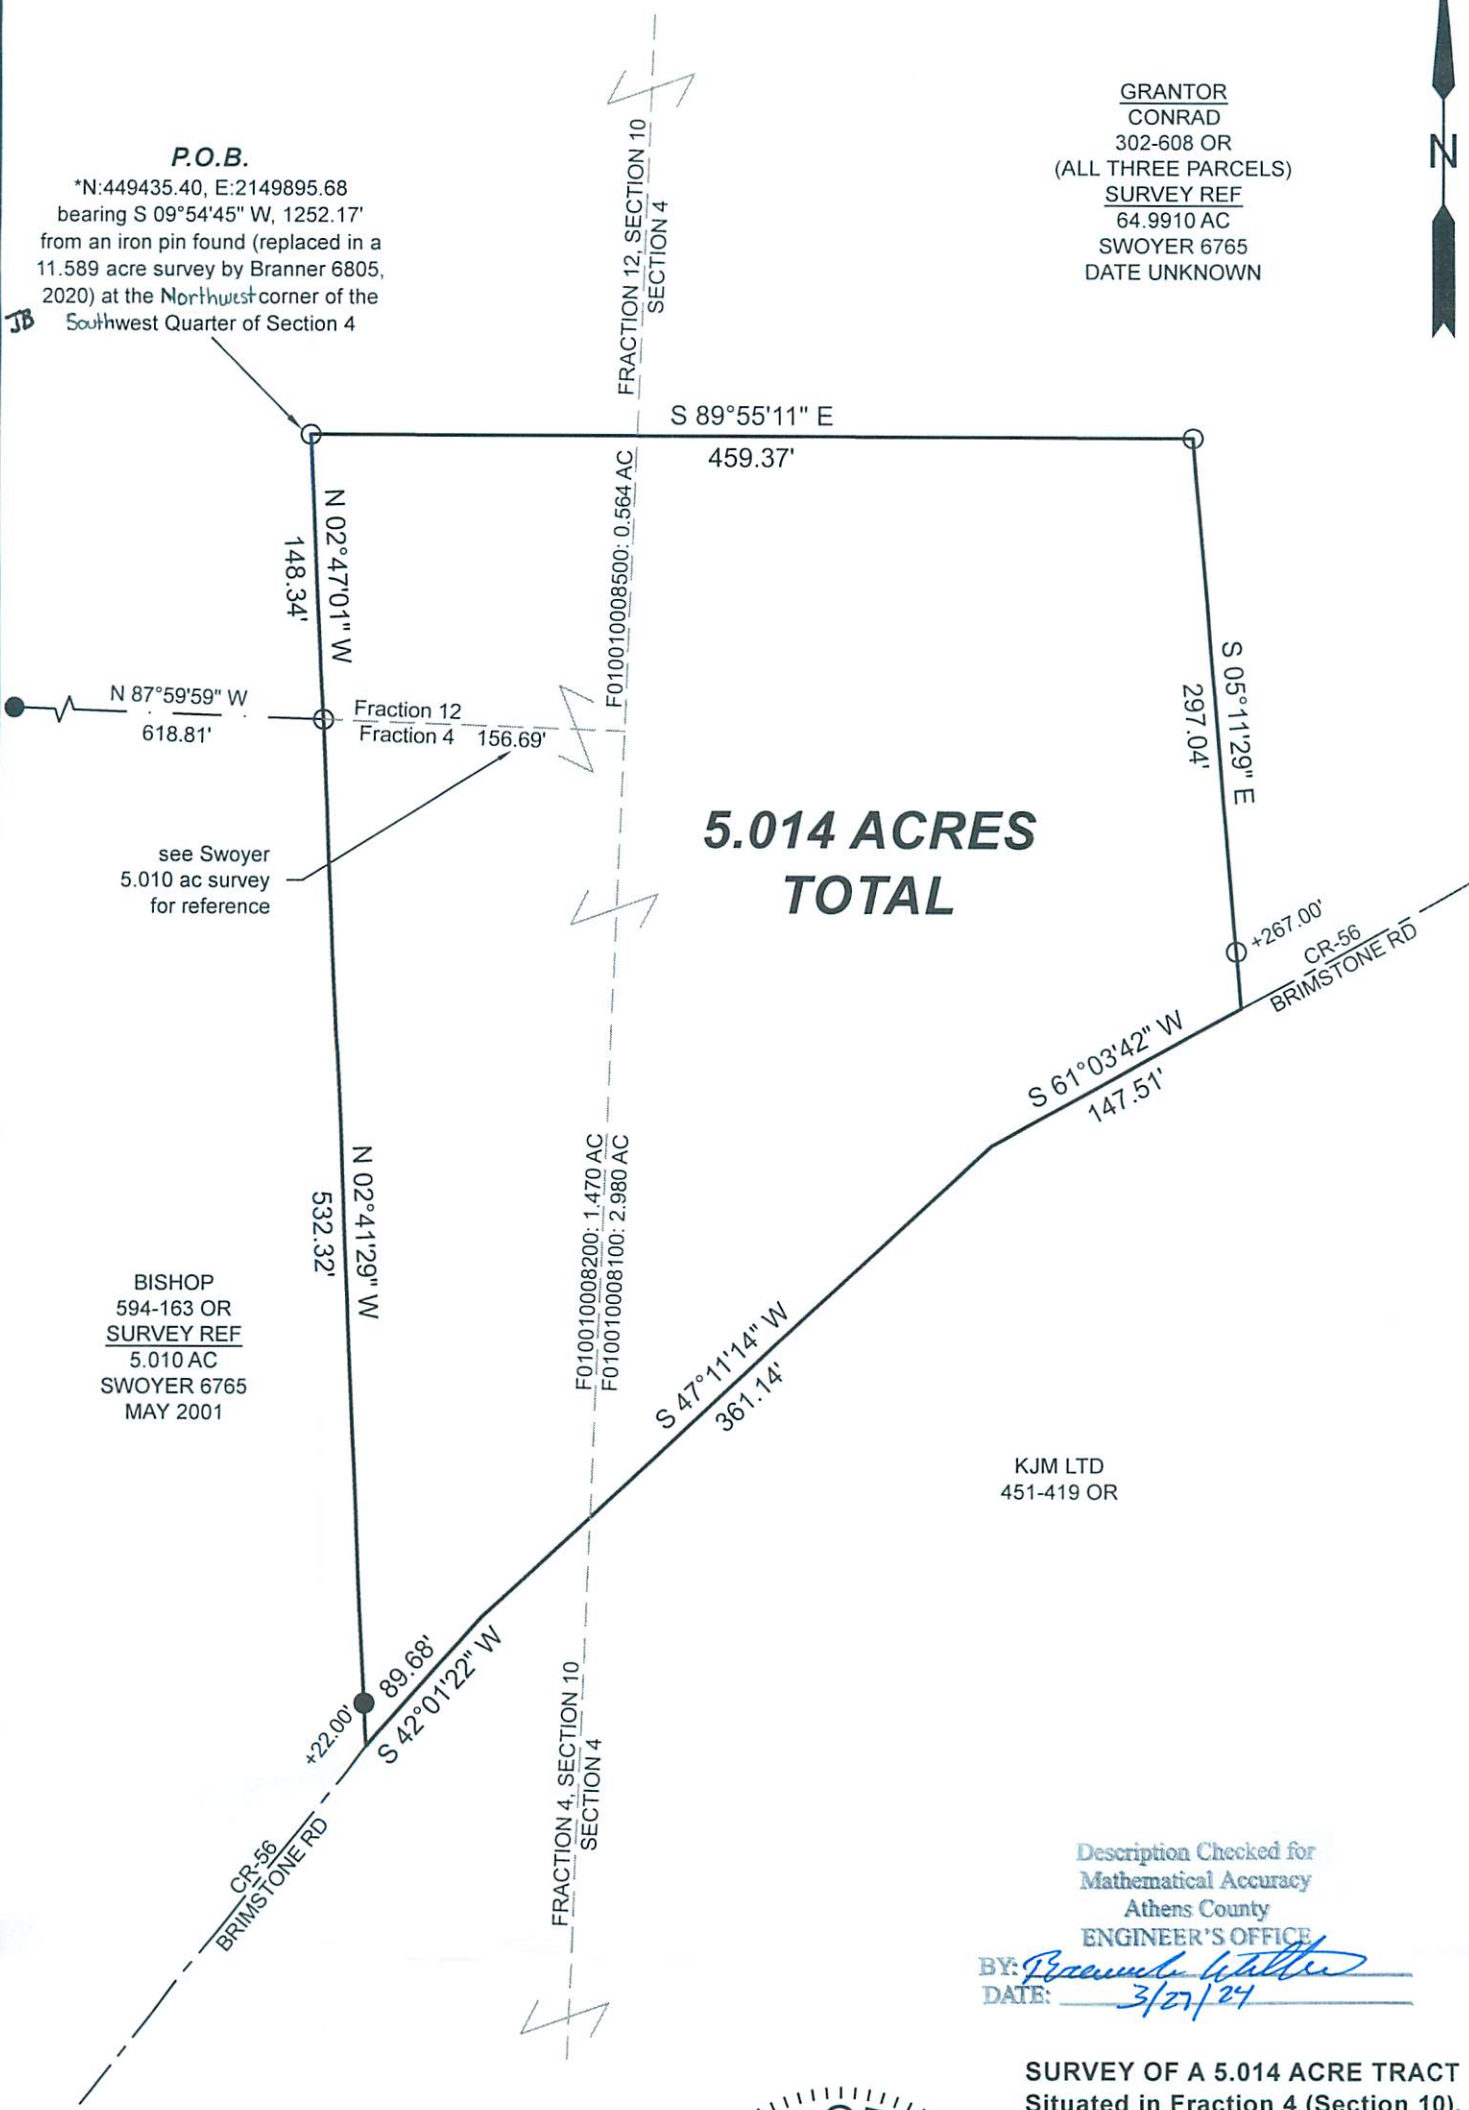 GRANTOR
CONRAD
302-608 OR
(ALL THREE PARCELS)
SURVEY REF
64.9910 AC
SWOYER 6765
DATE UNKNOWN
N
P.O.B.
*N:449435.40, E:2149895.68
bearing S 09°54'45" W, 1252.17'
from an iron pin found (replaced in a
11.589 acre survey by Branner 6805,
2020) at the Northwest corner of the
JB Southwest Quarter of Section 4
FRACTION 12, SECTION 10
SECTION 4
S 89°55'11" E
459.37'
N 02°47'01" W
148.34'
F010010008500: 0.564 AC
S 05°11'29" E
297.04'
N 87°59'59" W
618.81'
Fraction 12
Fraction 4 156.69'
see Swoyer
5.010 ac survey
for reference
5.014 ACRES
TOTAL
+267.00'
CR-56
BRIMSTONE RD
S 61°03'42" W
147.51'
N 02°41'29" W
532.32'
F010010008200: 1.470 AC
F010010008100: 2.980 AC
BISHOP
594-163 OR
SURVEY REF
5.010 AC
SWOYER 6765
MAY 2001
S 47°11'14" W
361.14'
KJM LTD
451-419 OR
89.68'
S 42°01'22" W
+22.00'
FRACTION 4, SECTION 10
SECTION 4
CR-56
BRIMSTONE RD
Description Checked for
Mathematical Accuracy
Athens County
ENGINEER'S OFFICE
BY:
DATE: 3/27/24
SURVEY OF A 5.014 ACRE TRACT
Situated in Fraction 4 (Section 10),